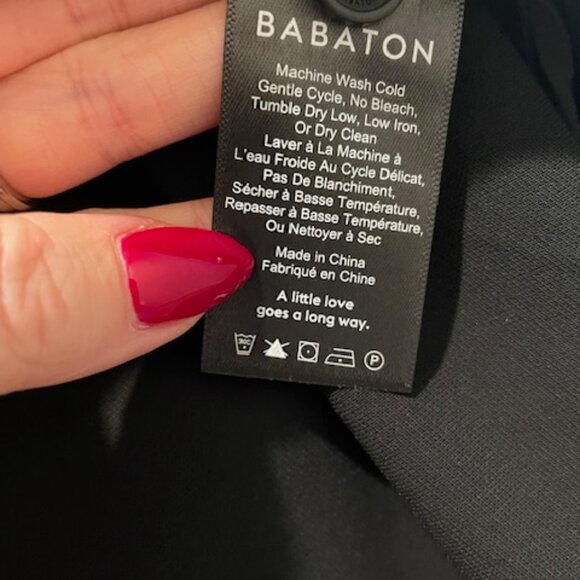 BABATON
Machine Wash Cold
Gentle Cycle, No Bleach,
Tumble Dry Low, Low Iron,
Or Dry Clean
Laver à La Machine à
L'eau Froide Au Cycle Délicat,
Pas De Blanchiment,
Sécher à Basse Température,
Repasser à Basse Température,
Ou Nettoyer à Sec
Made in China
Fabriqué en Chine
A little love
goes a long way.
30C P